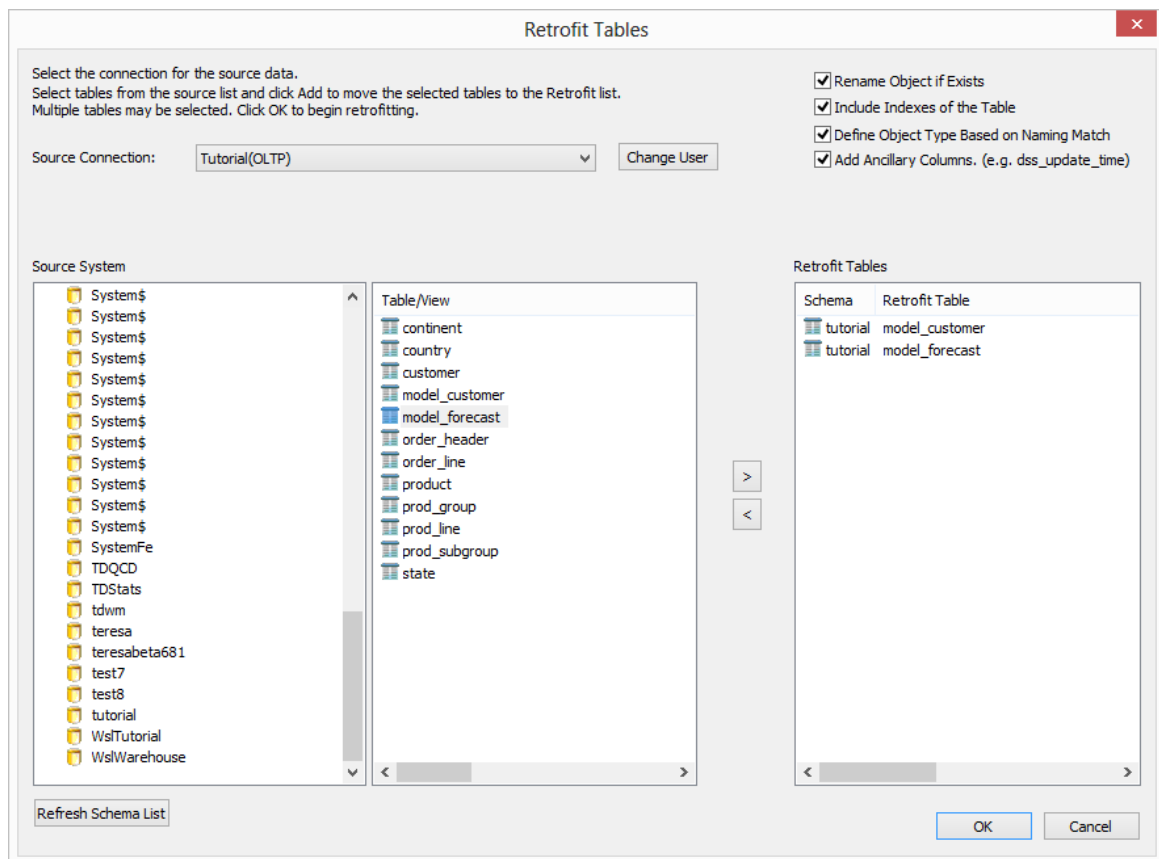 Retrofit Tables
Select the connection for the source data.
Select tables from the source list and click Add to move the selected tables to the Retrofit list.
Multiple tables may be selected. Click OK to begin retrofitting.
Rename Object if Exists
Include Indexes of the Table
Define Object Type Based on Naming Match
Add Ancillary Columns. (e.g. dss_update_time)
Source Connection: Tutorial(OLTP) Change User
Source System
System$
System$
System$
System$
System$
System$
System$
System$
System$
System$
System$
System$
SystemFe
TDQCD
TDStats
tdwm
teresa
teresabeta681
test7
test8
tutorial
WslTutorial
WslWarehouse
Table/View
continent
country
customer
model_customer
model_forecast
order_header
order_line
product
prod_group
prod_line
prod_subgroup
state
>
<
Retrofit Tables
Schema Retrofit Table
tutorial model_customer
tutorial model_forecast
Refresh Schema List
OK Cancel